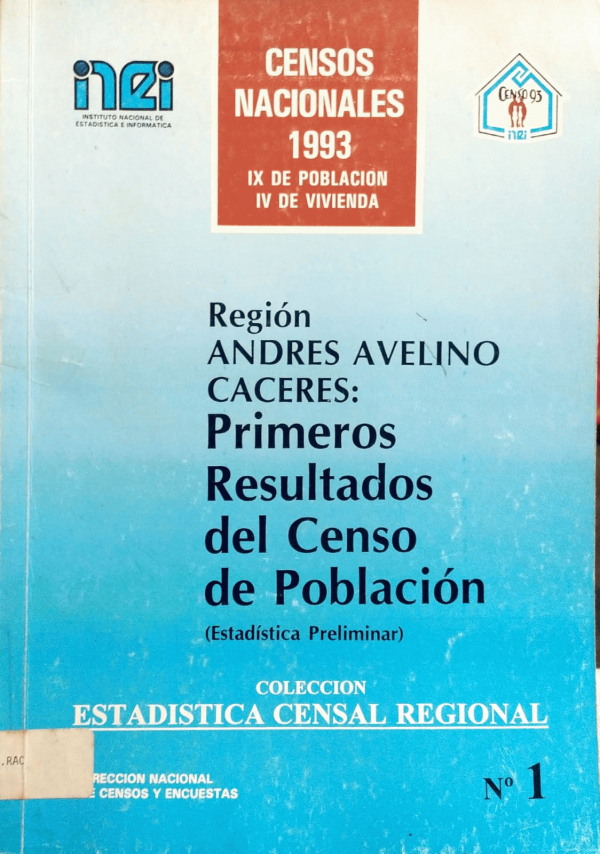 inei
INSTITUTO NACIONAL DE
ESTADISTICA E INFORMATICA
CENSOS
NACIONALES
1993
IX DE POBLACION
IV DE VIVIENDA
CENSO 93
inei
Región
ANDRES AVELINO
CACERES:
Primeros
Resultados
del Censo
de Población
(Estadística Preliminar)
COLECCION
ESTADISTICA CENSAL REGIONAL
.RAC
RECCION NACIONAL
E CENSOS Y ENCUESTAS
Nº 1